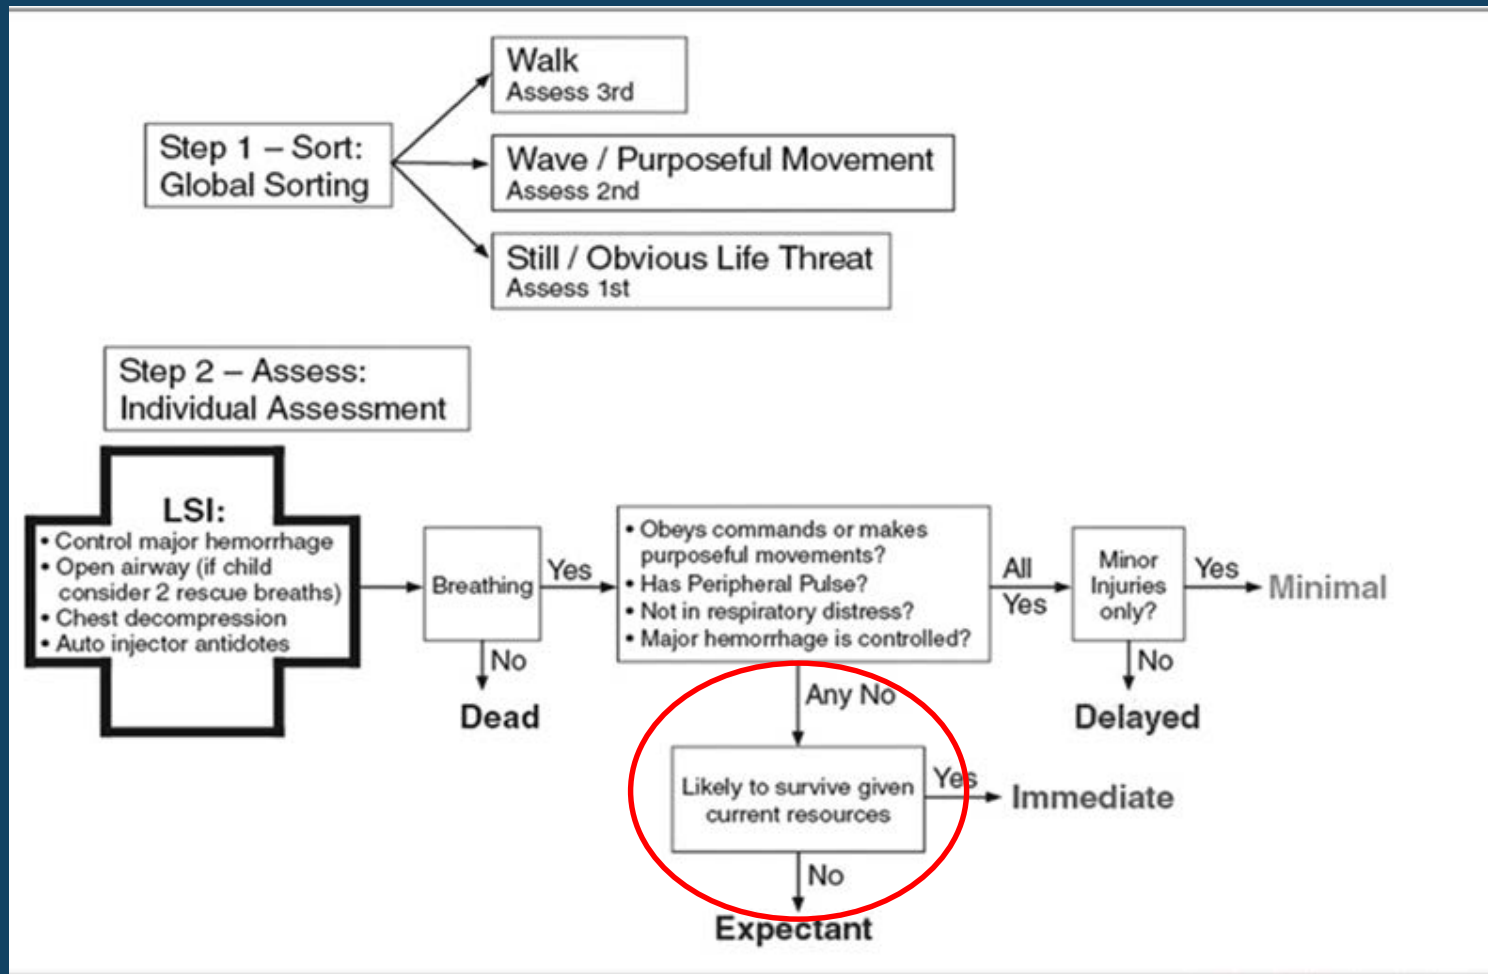 Walk
Assess 3rd
Step 1 – Sort:
Global Sorting
Wave / Purposeful Movement
Assess 2nd
Still / Obvious Life Threat
Assess 1st
Step 2 – Assess:
Individual Assessment
LSI:
• Control major hemorrhage
• Open airway (if child
consider 2 rescue breaths)
• Chest decompression
• Auto injector antidotes
Breathing
Yes
No
Dead
• Obeys commands or makes
purposeful movements?
• Has Peripheral Pulse?
• Not in respiratory distress?
• Major hemorrhage is controlled?
All
Yes
Minor
Injuries
only?
Yes
Minimal
No
Delayed
Any No
Likely to survive given
current resources
Yes
Immediate
No
Expectant